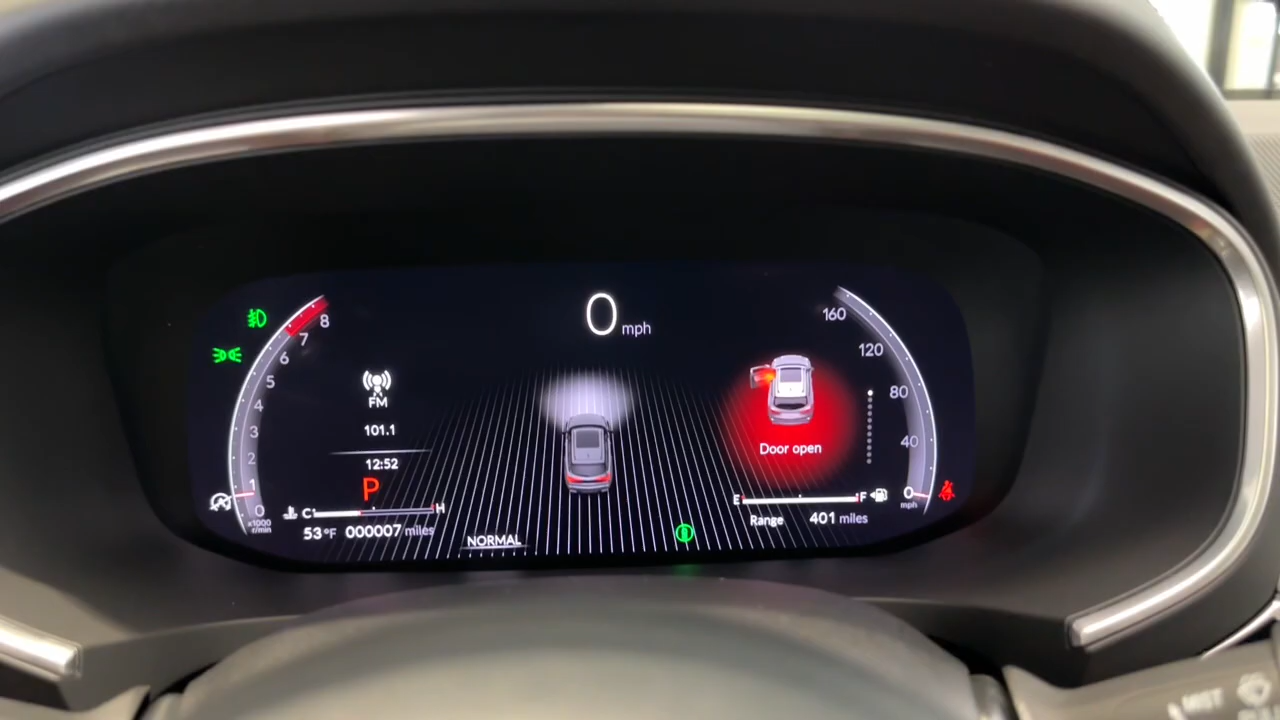 0 mph
8
7
6
5
4
3
2
1
0
x1000
r/min
FM
101.1
12:52
P
C H
53°F 000007 miles
NORMAL
Door open
160
120
80
40
0
mph
E F
Range 401 miles
MIST